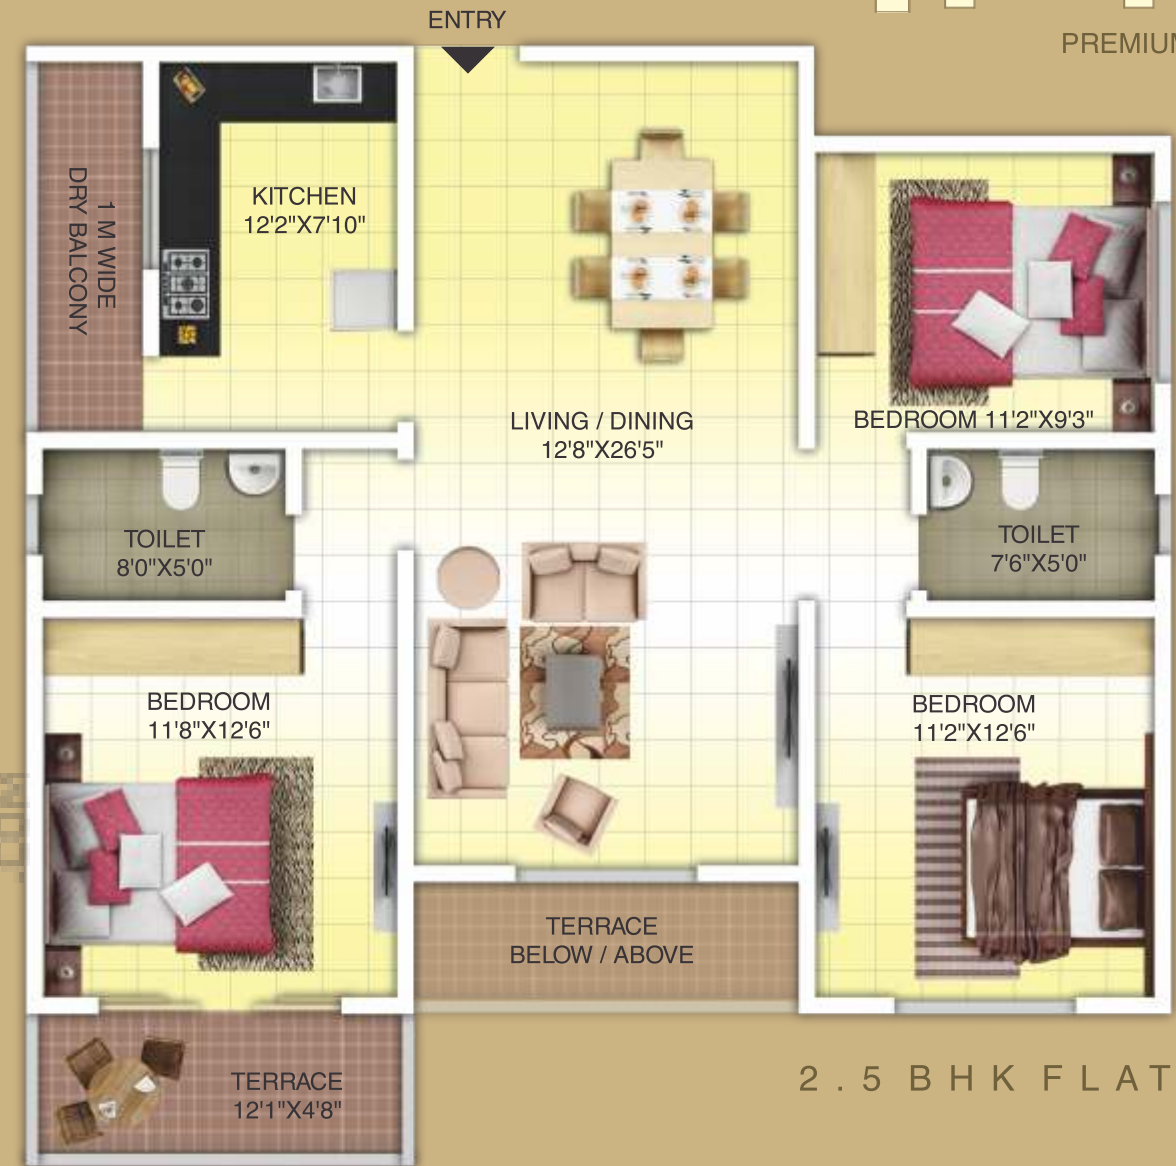 ENTRY
PREMIUM
KITCHEN
12'2"X7'10"
1 M WIDE
DRY BALCONY
LIVING / DINING
12'8"X26'5"
BEDROOM 11'2"X9'3"
TOILET
8'0"X5'0"
TOILET
7'6"X5'0"
BEDROOM
11'8"X12'6"
BEDROOM
11'2"X12'6"
TERRACE
BELOW / ABOVE
2.5 BHK FLAT
TERRACE
12'1"X4'8"